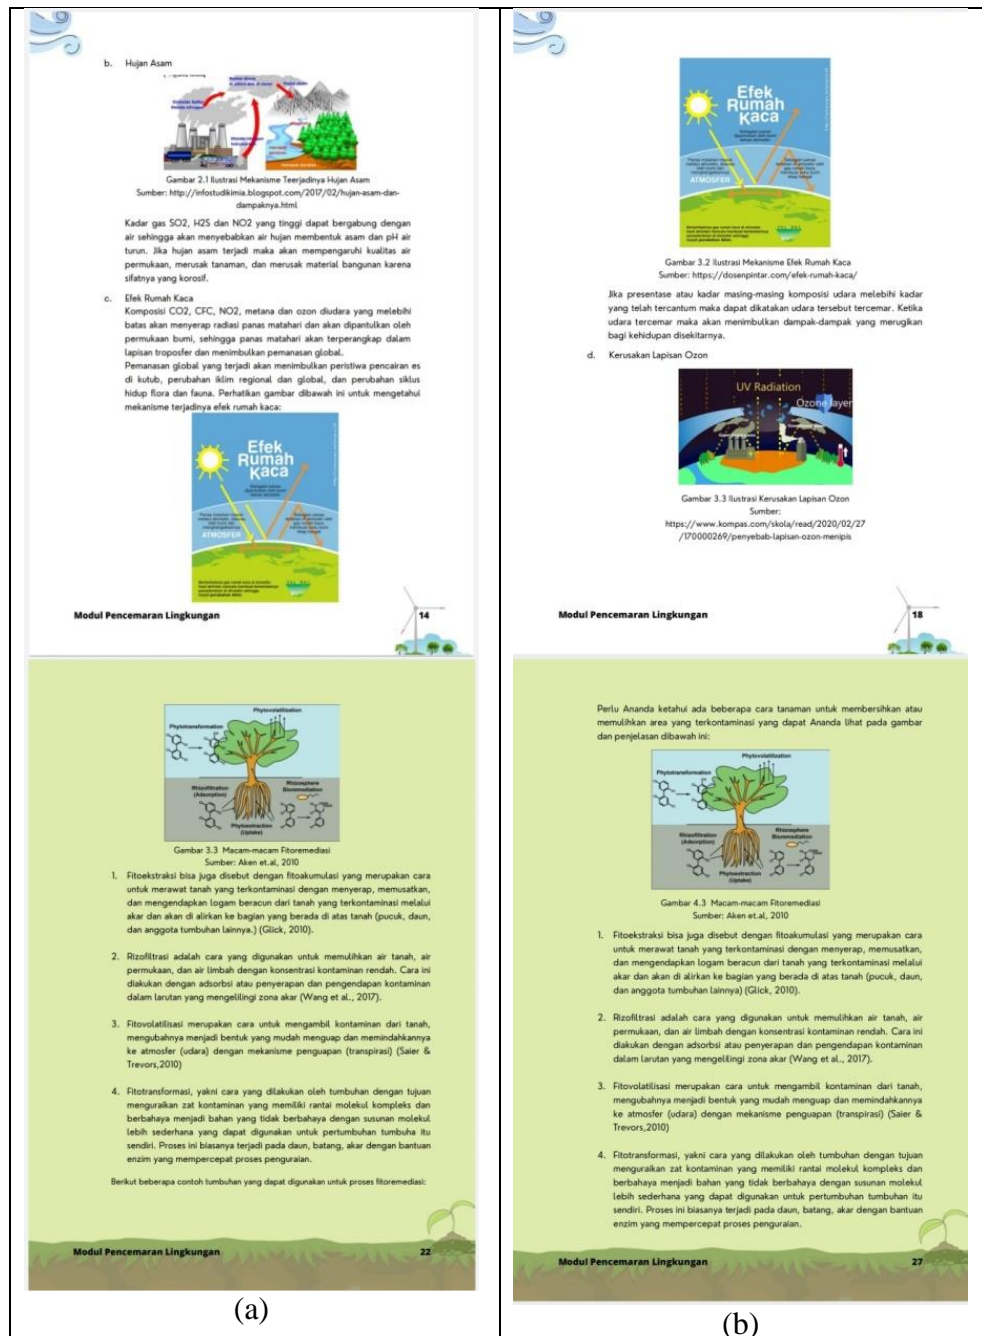 b. Hujan Asam
Gambar 2.1 Ilustrasi Mekanisme Teerjadinya Hujan Asam
Sumber: http://infostudikimia.blogspot.com/2017/02/hujan-asam-dan-
dampaknya.html
Kadar gas SO2, H2S dan NO2 yang tinggi dapat bergabung dengan
air sehingga akan menyebabkan air hujan membentuk asam dan pH air
turun. Jika hujan asam terjadi maka akan mempengaruhi kualitas air
permukaan, merusak tanaman, dan merusak material bangunan karena
sifatnya yang korosif.
c. Efek Rumah Kaca
Komposisi CO2, CFC, NO2, metana dan ozon diudara yang melebihi
batas akan menyerap radiasi panas matahari dan akan dipantulkan oleh
permukaan bumi, sehingga panas matahari akan terperangkap dalam
lapisan troposfer dan menimbulkan pemanasan global.
Pemanasan global yang terjadi akan menimbulkan peristiwa pencairan es
di kutub, perubahan iklim regional dan global, dan perubahan siklus
hidup flora dan fauna. Perhatikan gambar dibawah ini untuk mengetahui
mekanisme terjadinya efek rumah kaca:
Efek
Rumah
Kaca
ATMOSFER
Modul Pencemaran Lingkungan 14
Phytovolatilization
Phytotransformation
Rhizofiltration
(Adsorption)
Rhizosphere
Bioremediation
Phytoextraction
(Uptake)
Gambar 3.3 Macam-macam Fitoremediasi
Sumber: Aken et.al, 2010
1. Fitoekstraksi bisa juga disebut dengan fitoakumulasi yang merupakan cara
untuk merawat tanah yang terkontaminasi dengan menyerap, memusatkan,
dan mengendapkan logam beracun dari tanah yang terkontaminasi melalui
akar dan akan di alirkan ke bagian yang berada di atas tanah (pucuk, daun,
dan anggota tumbuhan lainnya.) (Glick, 2010).
2. Rizofiltrasi adalah cara yang digunakan untuk memulihkan air tanah, air
permukaan, dan air limbah dengan konsentrasi kontaminan rendah. Cara ini
diakukan dengan adsorbsi atau penyerapan dan pengendapan kontaminan
dalam larutan yang mengelilingi zona akar (Wang et al., 2017).
3. Fitovolatilisasi merupakan cara untuk mengambil kontaminan dari tanah,
mengubahnya menjadi bentuk yang mudah menguap dan memindahkannya
ke atmosfer (udara) dengan mekanisme penguapan (transpirasi) (Saier &
Trevors,2010)
4. Fitotransformasi, yakni cara yang dilakukan oleh tumbuhan dengan tujuan
menguraikan zat kontaminan yang memiliki rantai molekul kompleks dan
berbahaya menjadi bahan yang tidak berbahaya dengan susunan molekul
lebih sederhana yang dapat digunakan untuk pertumbuhan tumbuha itu
sendiri. Proses ini biasanya terjadi pada daun, batang, akar dengan bantuan
enzim yang mempercepat proses penguraian.
Berikut beberapa contoh tumbuhan yang dapat digunakan untuk proses fitoremediasi:
Modul Pencemaran Lingkungan 22
(a)
Efek
Rumah
Kaca
ATMOSFER
Gambar 3.2 Ilustrasi Mekanisme Efek Rumah Kaca
Sumber: https://dosenpintar.com/efek-rumah-kaca/
Jika presentase atau kadar masing-masing komposisi udara melebihi kadar
yang telah tercantum maka dapat dikatakan udara tersebut tercemar. Ketika
udara tercemar maka akan menimbulkan dampak-dampak yang merugikan
bagi kehidupan disekitarnya.
d. Kerusakan Lapisan Ozon
UV Radiation
Ozone layer
Gambar 3.3 Ilustrasi Kerusakan Lapisan Ozon
Sumber:
https://www.kompas.com/skola/read/2020/02/27
/170000269/penyebab-lapisan-ozon-menipis
Modul Pencemaran Lingkungan 18
Perlu Ananda ketahui ada beberapa cara tanaman untuk membersihkan atau
memulihkan area yang terkontaminasi yang dapat Ananda lihat pada gambar
dan penjelasan dibawah ini:
Phytovolatilization
Phytotransformation
Rhizofiltration
(Adsorption)
Rhizosphere
Bioremediation
Phytoextraction
(Uptake)
Gambar 4.3 Macam-macam Fitoremediasi
Sumber: Aken et.al, 2010
1. Fitoekstraksi bisa juga disebut dengan fitoakumulasi yang merupakan cara
untuk merawat tanah yang terkontaminasi dengan menyerap, memusatkan,
dan mengendapkan logam beracun dari tanah yang terkontaminasi melalui
akar dan akan di alirkan ke bagian yang berada di atas tanah (pucuk, daun,
dan anggota tumbuhan lainnya) (Glick, 2010).
2. Rizofiltrasi adalah cara yang digunakan untuk memulihkan air tanah, air
permukaan, dan air limbah dengan konsentrasi kontaminan rendah. Cara ini
diakukan dengan adsorbsi atau penyerapan dan pengendapan kontaminan
dalam larutan yang mengelilingi zona akar (Wang et al., 2017).
3. Fitovolatilisasi merupakan cara untuk mengambil kontaminan dari tanah,
mengubahnya menjadi bentuk yang mudah menguap dan memindahkannya
ke atmosfer (udara) dengan mekanisme penguapan (transpirasi) (Saier &
Trevors,2010)
4. Fitotransformasi, yakni cara yang dilakukan oleh tumbuhan dengan tujuan
menguraikan zat kontaminan yang memiliki rantai molekul kompleks dan
berbahaya menjadi bahan yang tidak berbahaya dengan susunan molekul
lebih sederhana yang dapat digunakan untuk pertumbuhan tumbuhan itu
sendiri. Proses ini biasanya terjadi pada daun, batang, akar dengan bantuan
enzim yang mempercepat proses penguraian.
Modul Pencemaran Lingkungan 27
(b)